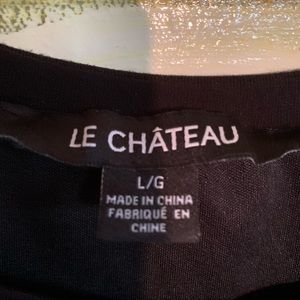 LE CHÂTEAU
L/G
MADE IN CHINA
FABRIQUÉ EN
CHINE